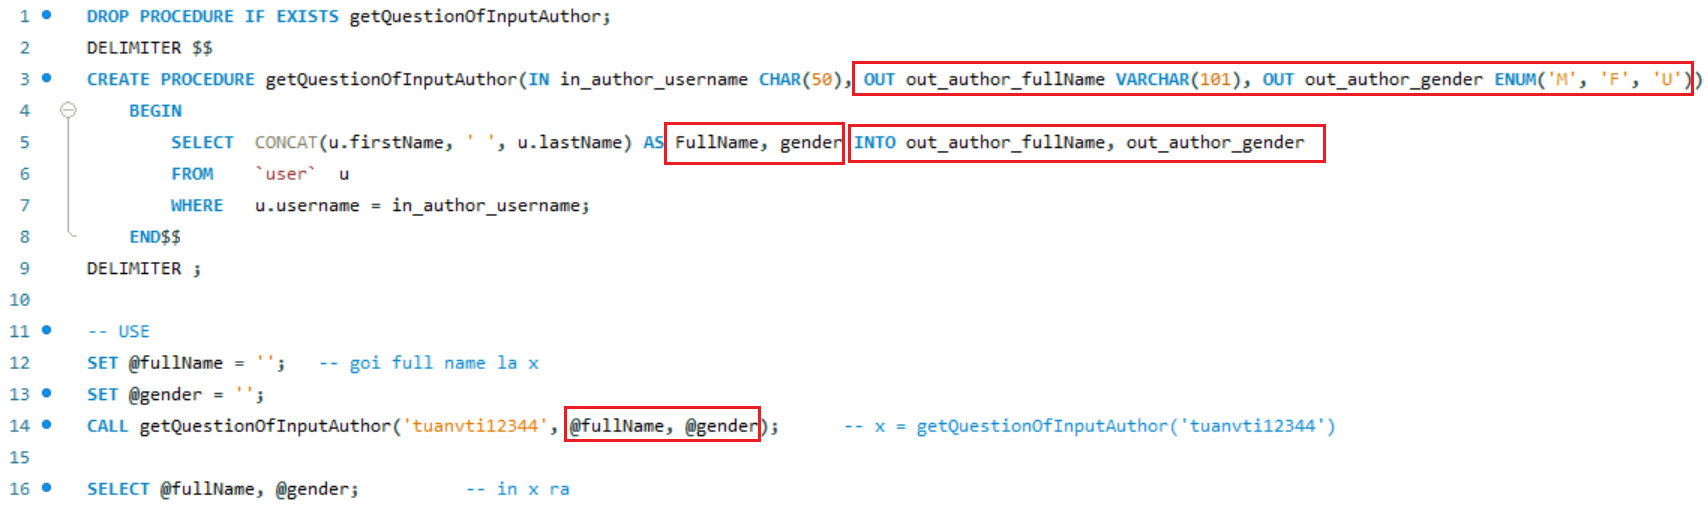 1 DROP PROCEDURE IF EXISTS getQuestionOfInputAuthor;
2 DELIMITER $$
3 CREATE PROCEDURE getQuestionOfInputAuthor(IN in_author_username CHAR(50), OUT out_author_fullName VARCHAR(101), OUT out_author_gender ENUM('M', 'F', 'U'))
4 BEGIN
5 SELECT CONCAT(u.firstName, ' ', u.lastName) AS FullName, gender INTO out_author_fullName, out_author_gender
6 FROM `user` u
7 WHERE u.username = in_author_username;
8 END$$
9 DELIMITER ;
10
11 -- USE
12 SET @fullName = ''; -- goi full name la x
13 SET @gender = '';
14 CALL getQuestionOfInputAuthor('tuanvti12344', @fullName, @gender); -- x = getQuestionOfInputAuthor('tuanvti12344')
15
16 SELECT @fullName, @gender; -- in x ra